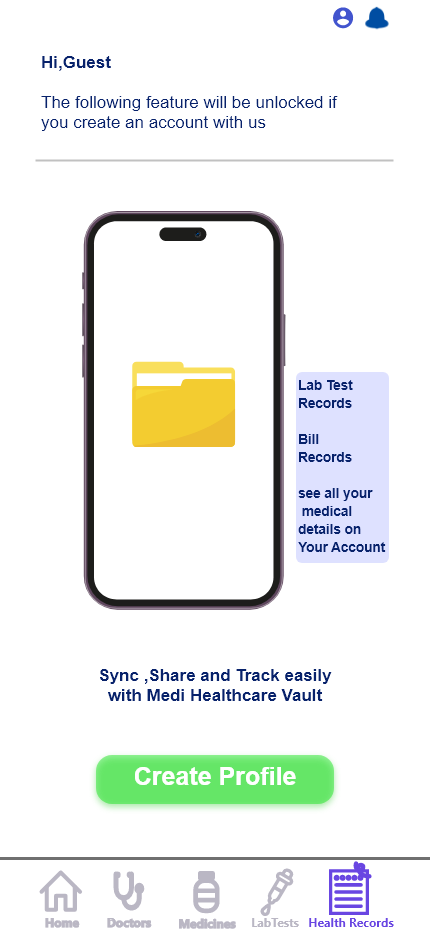 Hi,Guest
The following feature will be unlocked if
you create an account with us
Lab Test
Records
Bill
Records
see all your
medical
details on
Your Account
Sync ,Share and Track easily
with Medi Healthcare Vault
Create Profile
Home
Doctors
Medicines
LabTests
Health Records